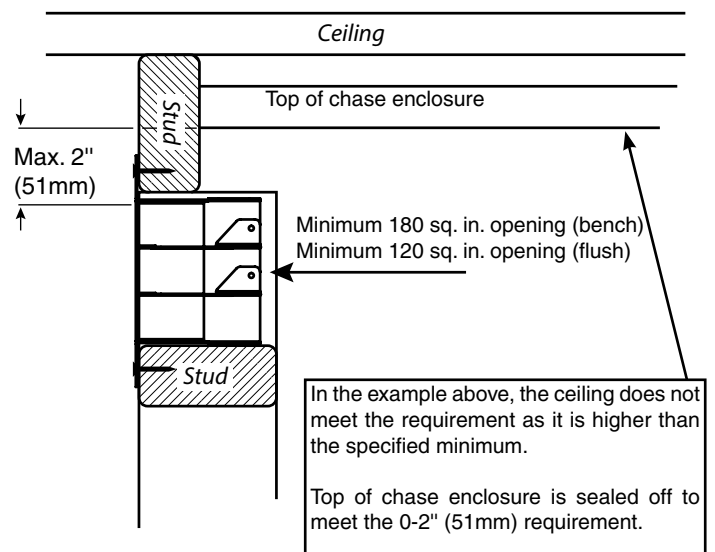 Ceiling
Stud
Top of chase enclosure
Max. 2"
(51mm)
Minimum 180 sq. in. opening (bench)
Minimum 120 sq. in. opening (flush)
Stud
In the example above, the ceiling does not
meet the requirement as it is higher than
the specified minimum.
Top of chase enclosure is sealed off to
meet the 0-2" (51mm) requirement.